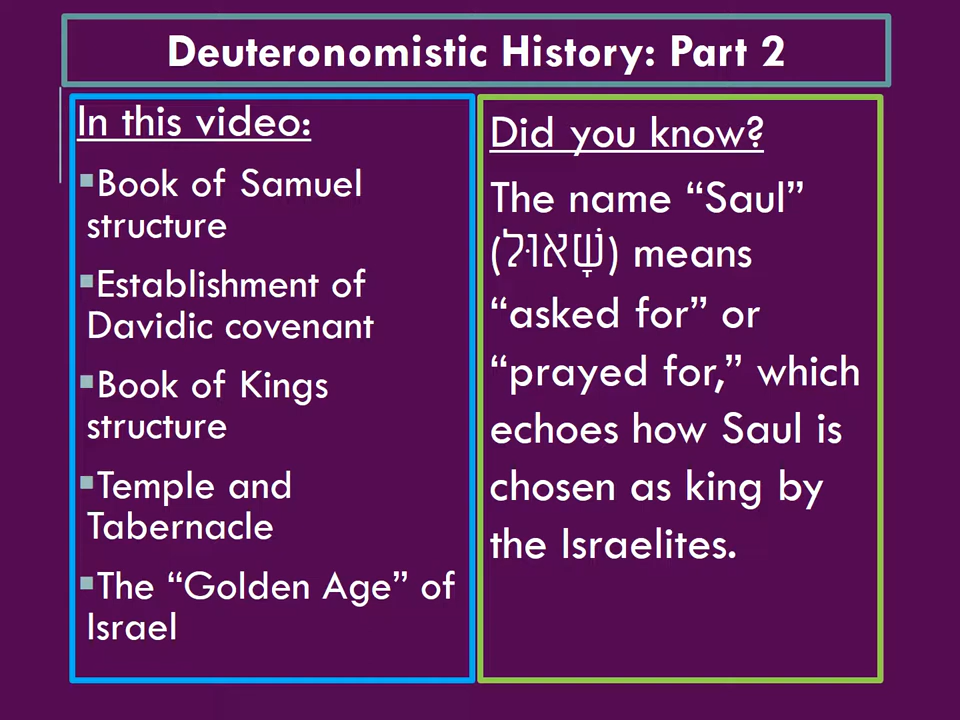 Deuteronomistic History: Part 2
In this video:
▪Book of Samuel
structure
▪Establishment of
Davidic covenant
▪Book of Kings
structure
▪Temple and
Tabernacle
▪The “Golden Age” of
Israel
Did you know?
The name “Saul”
(שָׁאוּל) means
“asked for” or
“prayed for,” which
echoes how Saul is
chosen as king by
the Israelites.